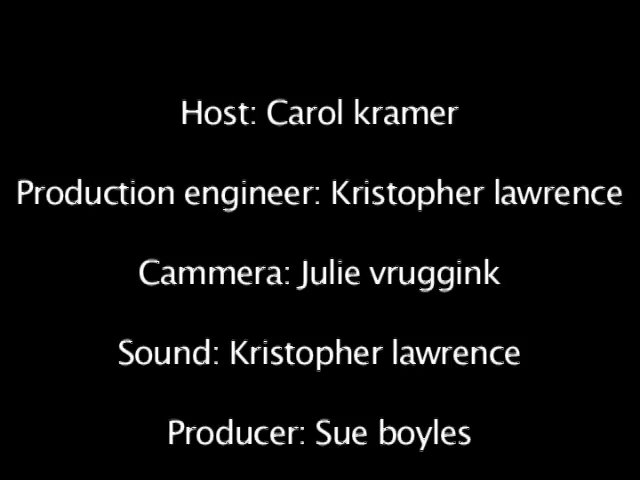 Host: Carol kramer
Production engineer: Kristopher lawrence
Cammera: Julie vruggink
Sound: Kristopher lawrence
Producer: Sue boyles